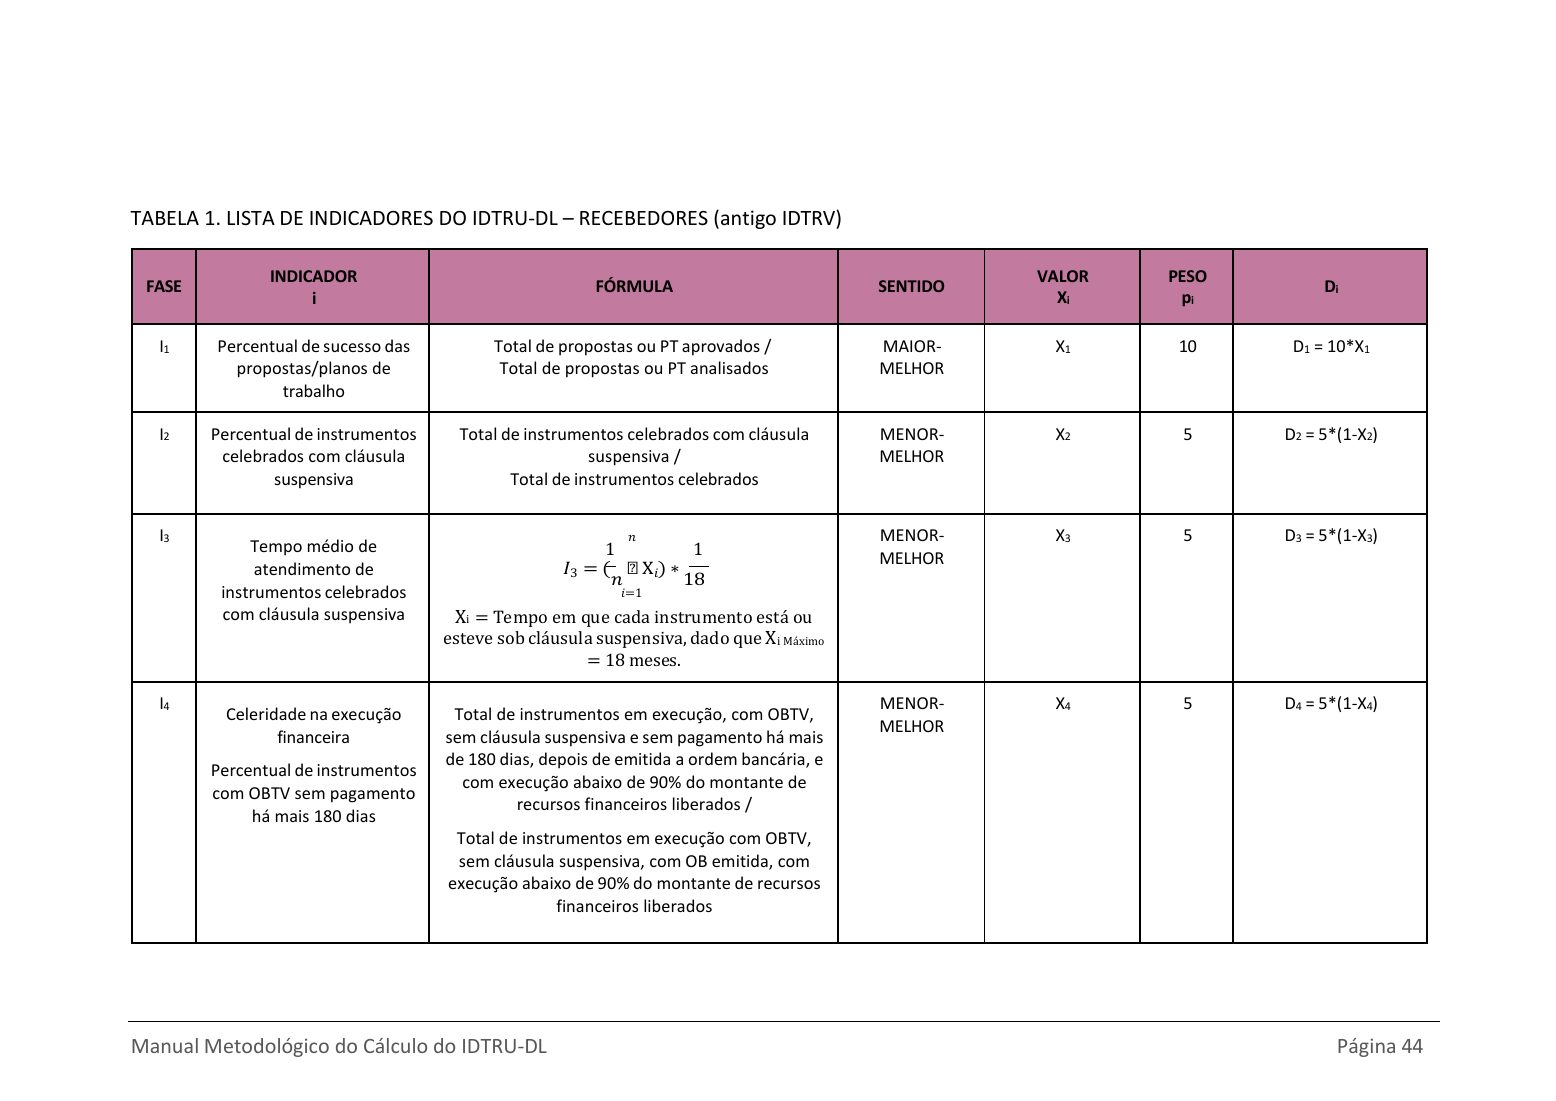 TABELA 1. LISTA DE INDICADORES DO IDTRU-DL – RECEBEDORES (antigo IDTRV)
FASE
INDICADOR
i
FÓRMULA
SENTIDO
VALOR
Xi
PESO
pi
Di
I1
Percentual de sucesso das
propostas/planos de
trabalho
Total de propostas ou PT aprovados /
Total de propostas ou PT analisados
MAIOR-
MELHOR
X1
10
D1 = 10*X1
I2
Percentual de instrumentos
celebrados com cláusula
suspensiva
Total de instrumentos celebrados com cláusula
suspensiva /
Total de instrumentos celebrados
MENOR-
MELHOR
X2
5
D2 = 5*(1-X2)
I3
Tempo médio de
atendimento de
instrumentos celebrados
com cláusula suspensiva
n
1 1
I3 = ( Xi) *
n 18
i=1
Xi = Tempo em que cada instrumento está ou
esteve sob cláusula suspensiva, dado que Xi Máximo
= 18 meses.
MENOR-
MELHOR
X3
5
D3 = 5*(1-X3)
I4
Celeridade na execução
financeira
Percentual de instrumentos
com OBTV sem pagamento
há mais 180 dias
Total de instrumentos em execução, com OBTV,
sem cláusula suspensiva e sem pagamento há mais
de 180 dias, depois de emitida a ordem bancária, e
com execução abaixo de 90% do montante de
recursos financeiros liberados /
Total de instrumentos em execução com OBTV,
sem cláusula suspensiva, com OB emitida, com
execução abaixo de 90% do montante de recursos
financeiros liberados
MENOR-
MELHOR
X4
5
D4 = 5*(1-X4)
Manual Metodológico do Cálculo do IDTRU-DL
Página 44